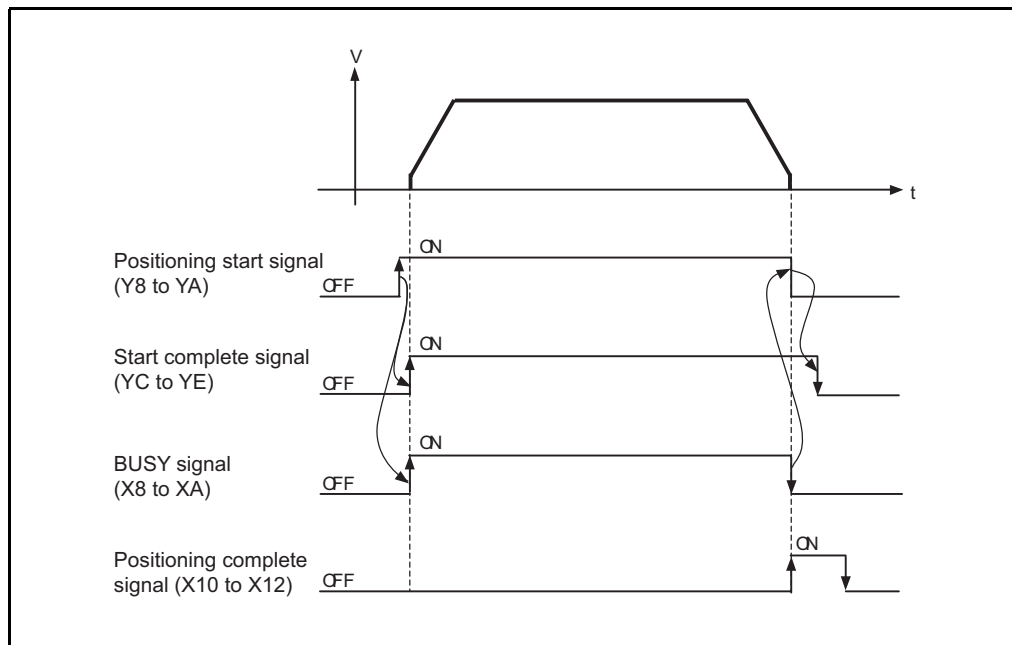 V
t
Positioning start signal
(Y8 to YA)
ON
OFF
Start complete signal
(YC to YE)
ON
OFF
BUSY signal
(X8 to XA)
ON
OFF
Positioning complete
signal (X10 to X12)
ON
OFF